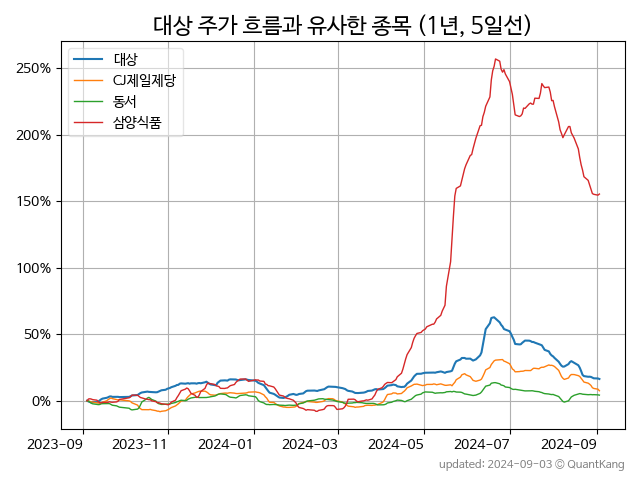 대상 주가 흐름과 유사한 종목 (1년, 5일선)
대상
CJ제일제당
동서
삼양식품
250%
200%
150%
100%
50%
0%
2023-09
2023-11
2024-01
2024-03
2024-05
2024-07
2024-09
updated: 2024-09-03 ⓒ QuantKang